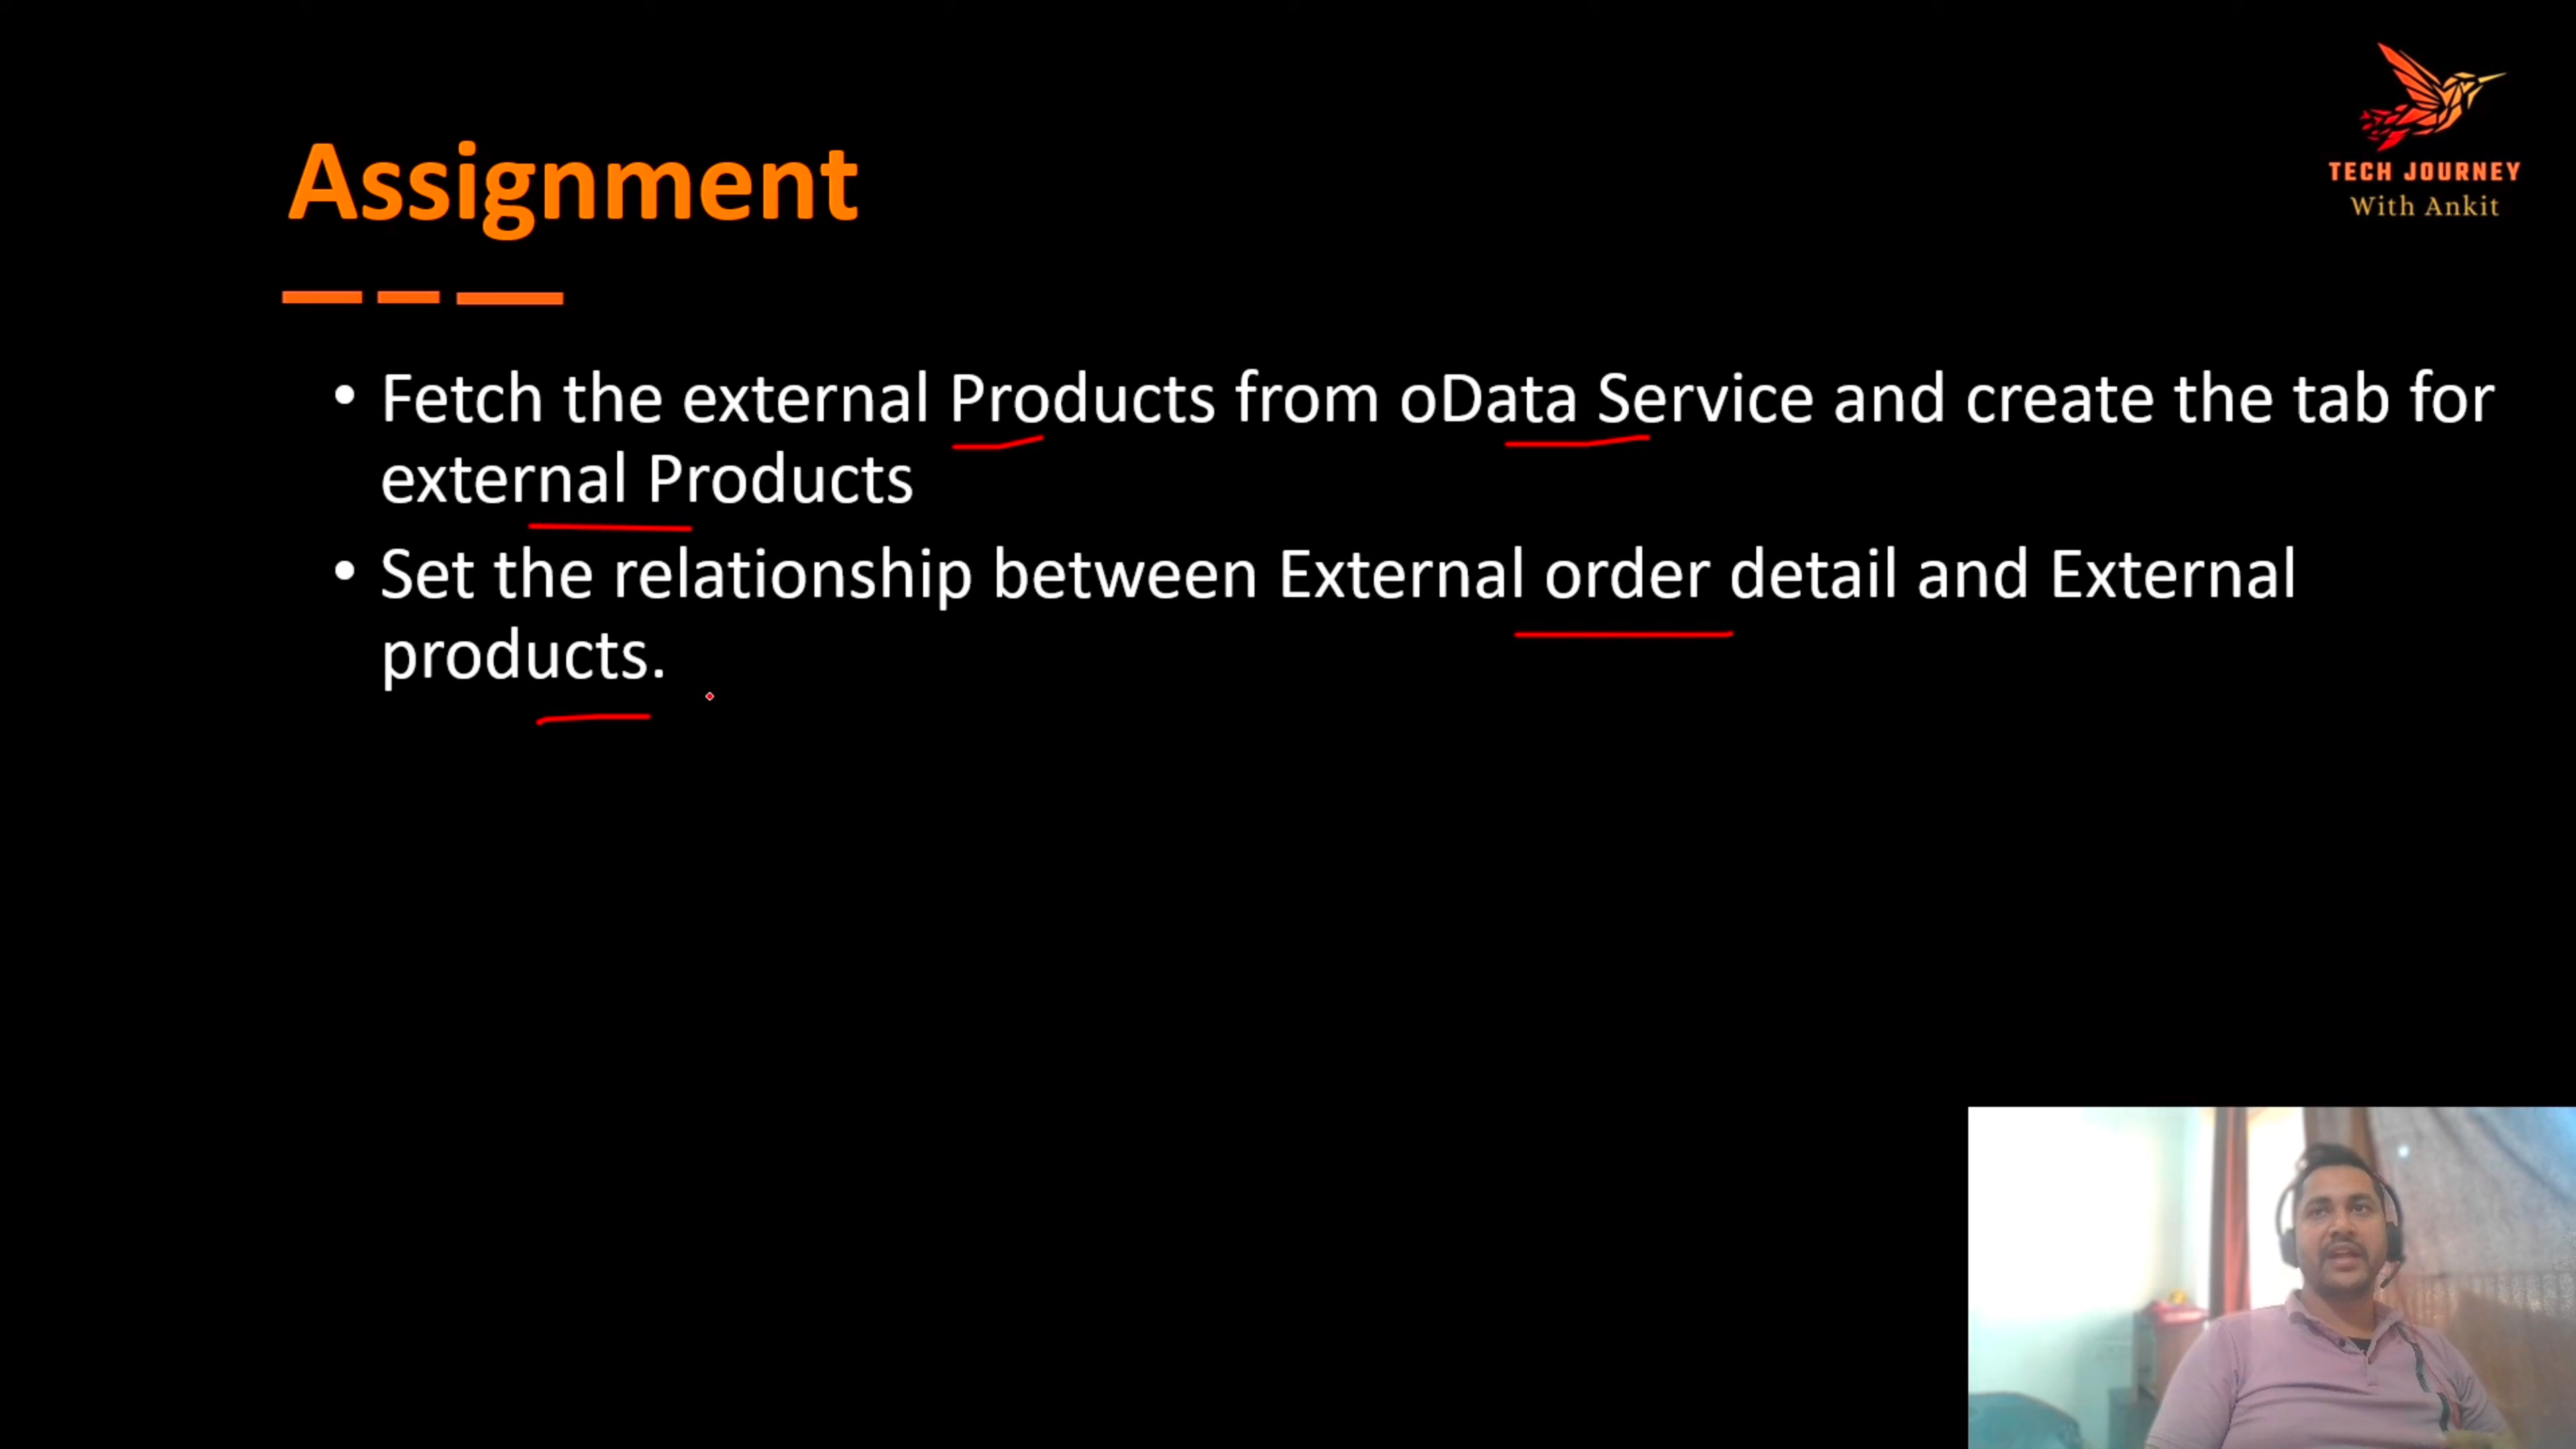 TECH JOURNEY
With Ankit
Assignment
• Fetch the external Products from oData Service and create the tab for
external Products
• Set the relationship between External order detail and External
products.